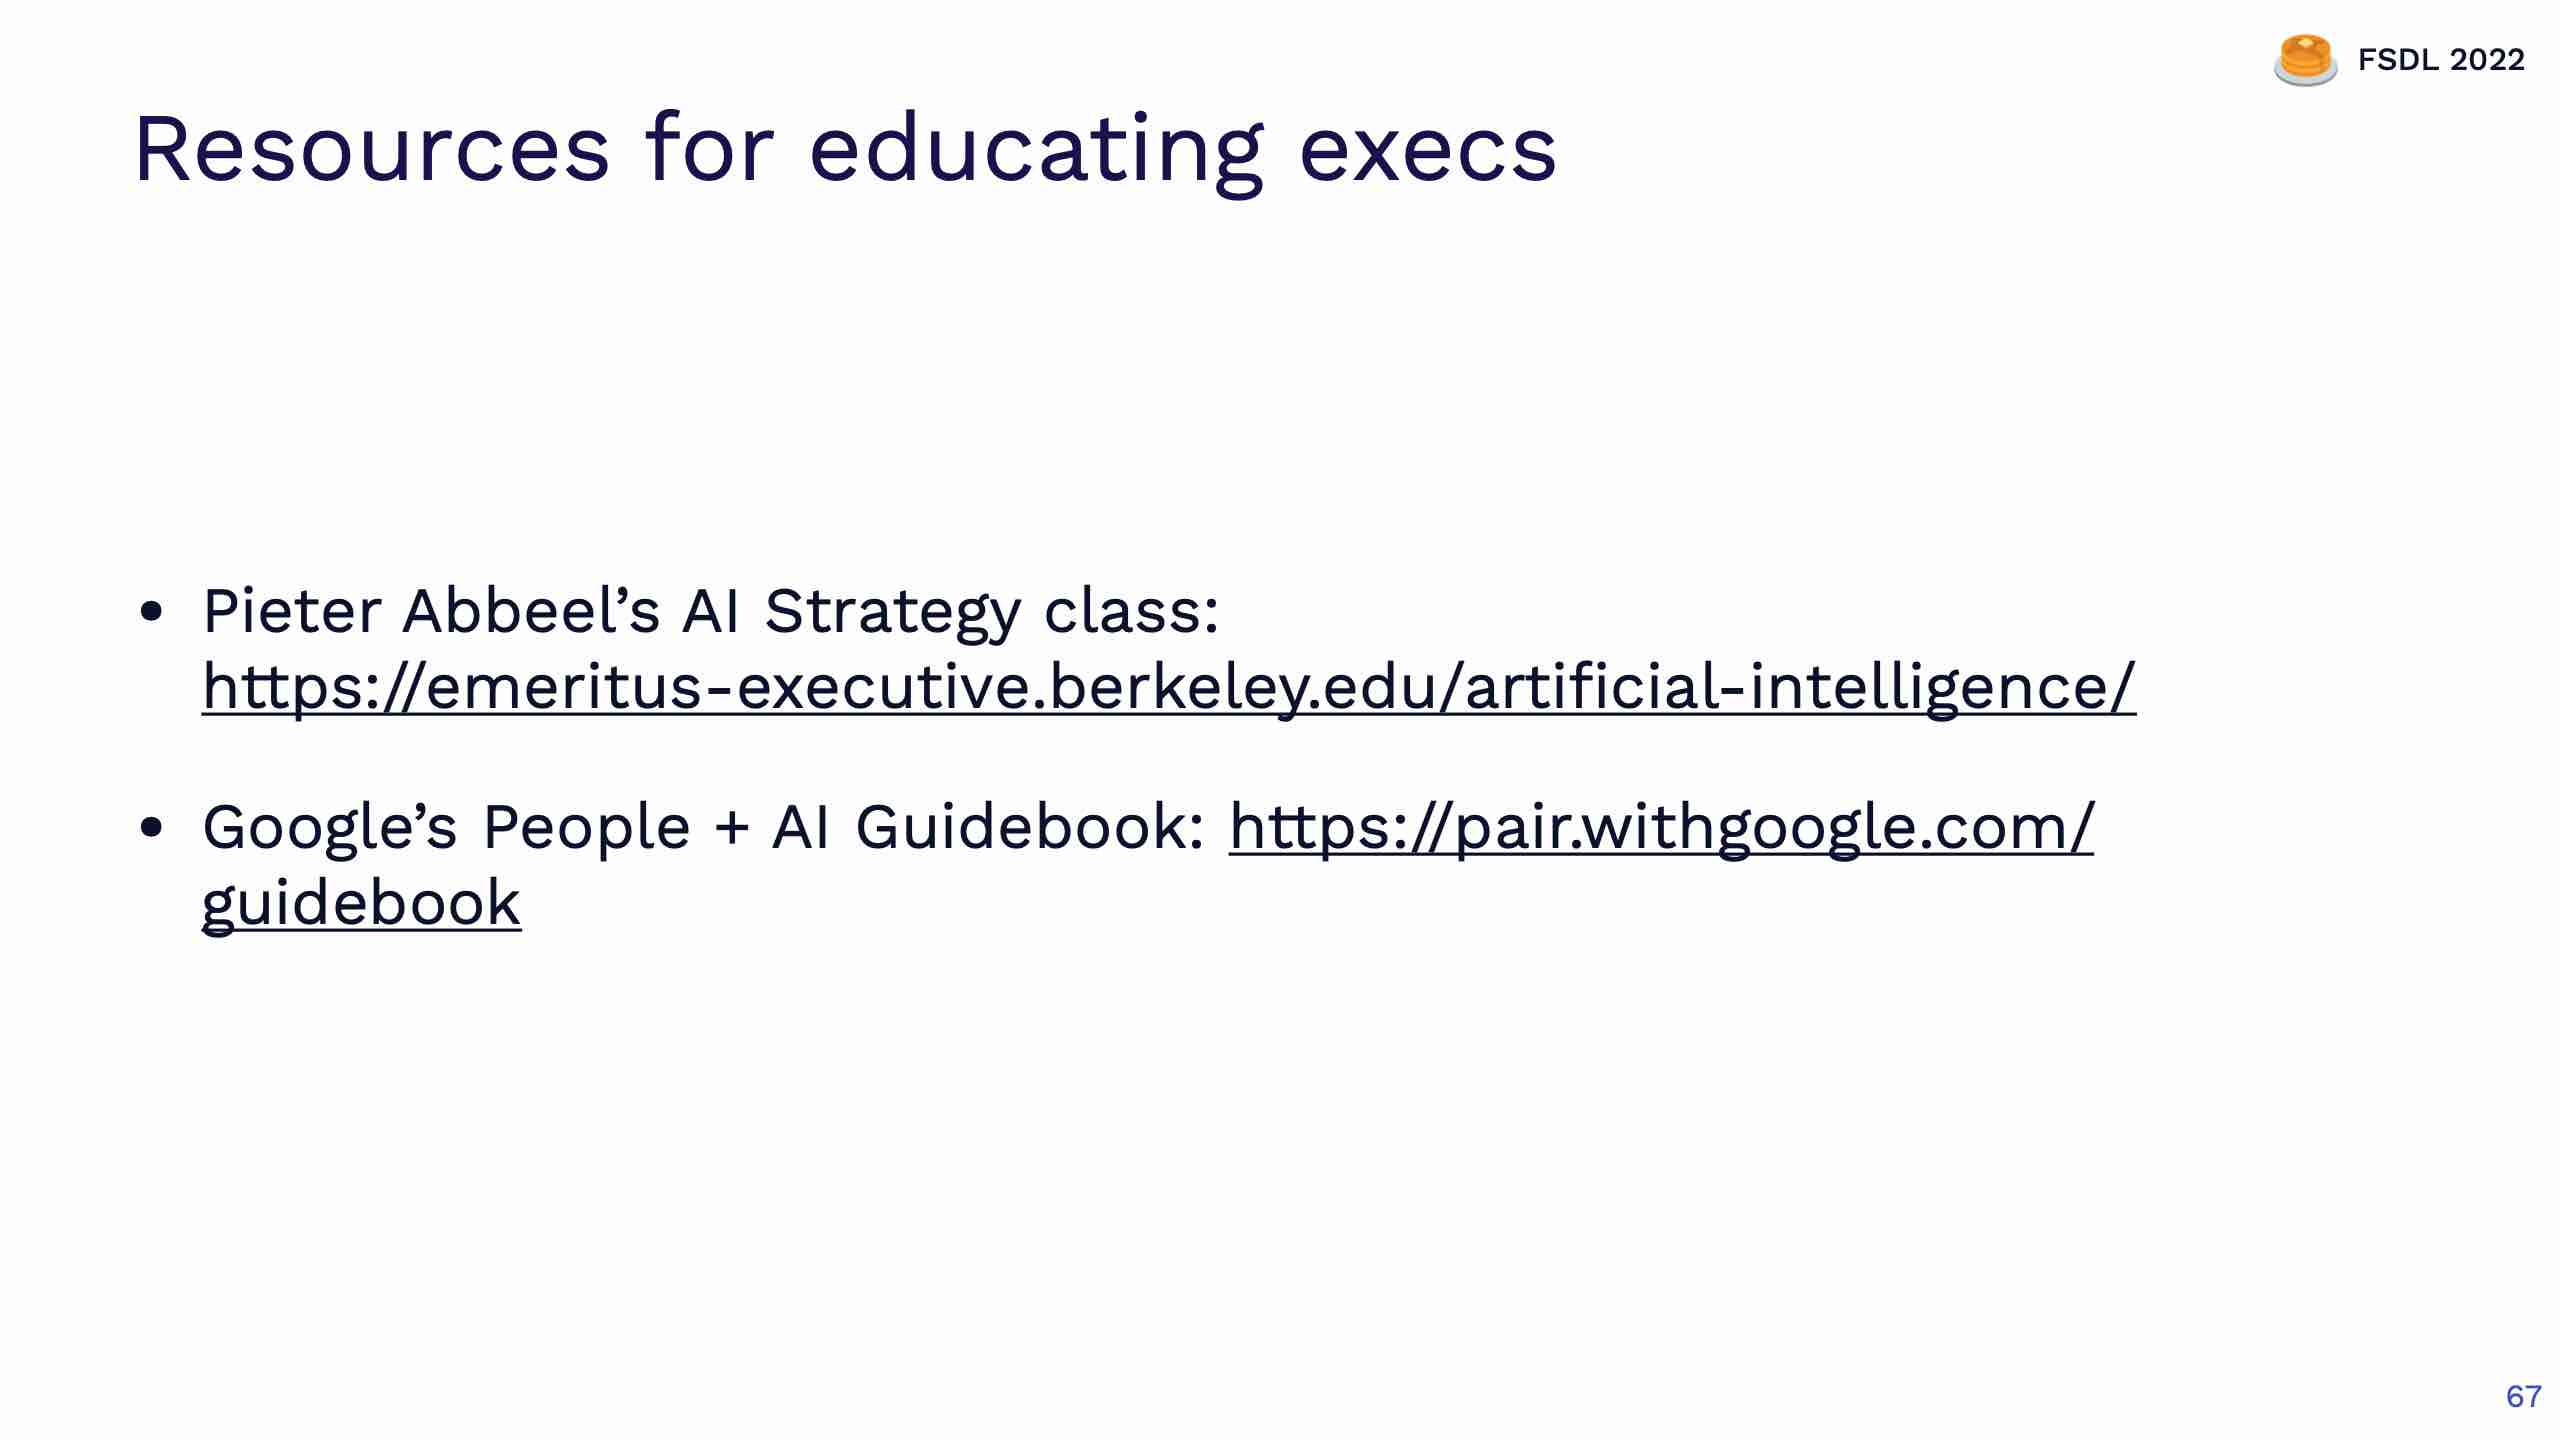 FSDL 2022
Resources for educating execs
• Pieter Abbeel’s AI Strategy class:
https://emeritus-executive.berkeley.edu/artificial-intelligence/
• Google’s People + AI Guidebook: https://pair.withgoogle.com/
guidebook
67